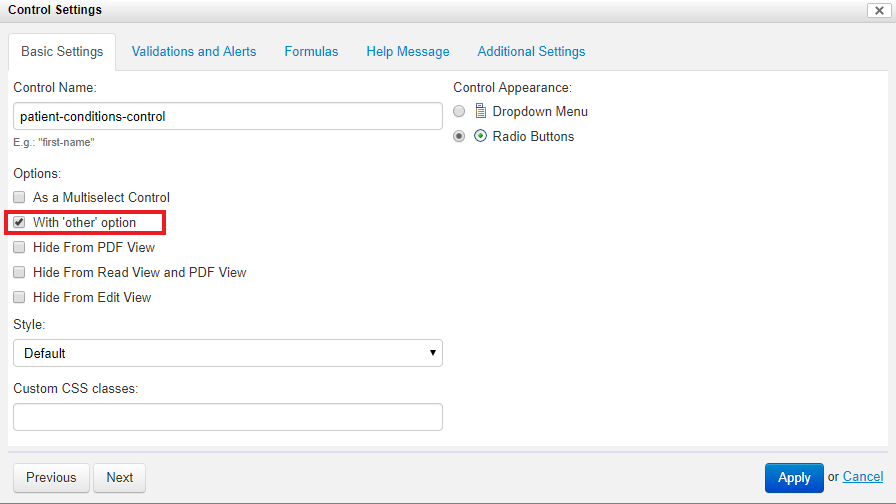 Control Settings
Basic Settings
Validations and Alerts
Formulas
Help Message
Additional Settings
Control Name:
patient-conditions-control
E.g.: "first-name"
Control Appearance:
Dropdown Menu
Radio Buttons
Options:
As a Multiselect Control
With 'other' option
Hide From PDF View
Hide From Read View and PDF View
Hide From Edit View
Style:
Default
Custom CSS classes:
Previous
Next
Apply or Cancel